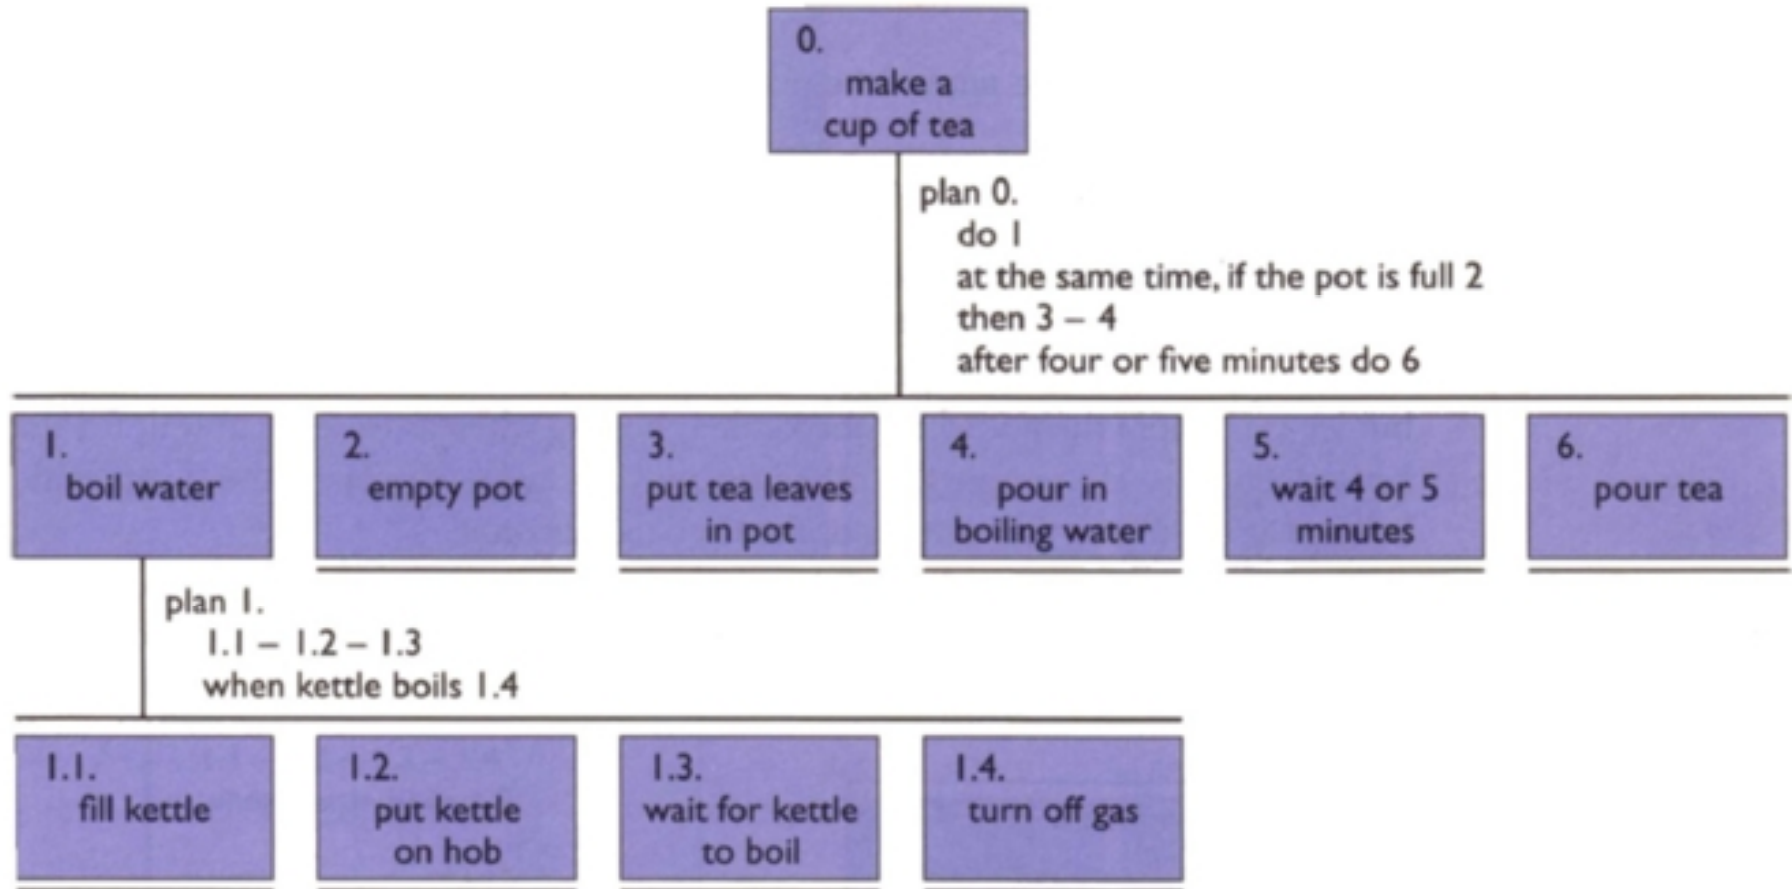 0.
make a
cup of tea
plan 0.
do 1
at the same time, if the pot is full 2
then 3 – 4
after four or five minutes do 6
1.
boil water
2.
empty pot
3.
put tea leaves
in pot
4.
pour in
boiling water
5.
wait 4 or 5
minutes
6.
pour tea
plan 1.
1.1 – 1.2 – 1.3
when kettle boils 1.4
1.1.
fill kettle
1.2.
put kettle
on hob
1.3.
wait for kettle
to boil
1.4.
turn off gas